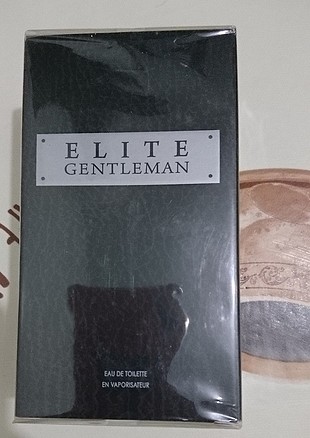 ELITE
GENTLEMAN
EAU DE TOILETTE
EN VAPORISATEUR